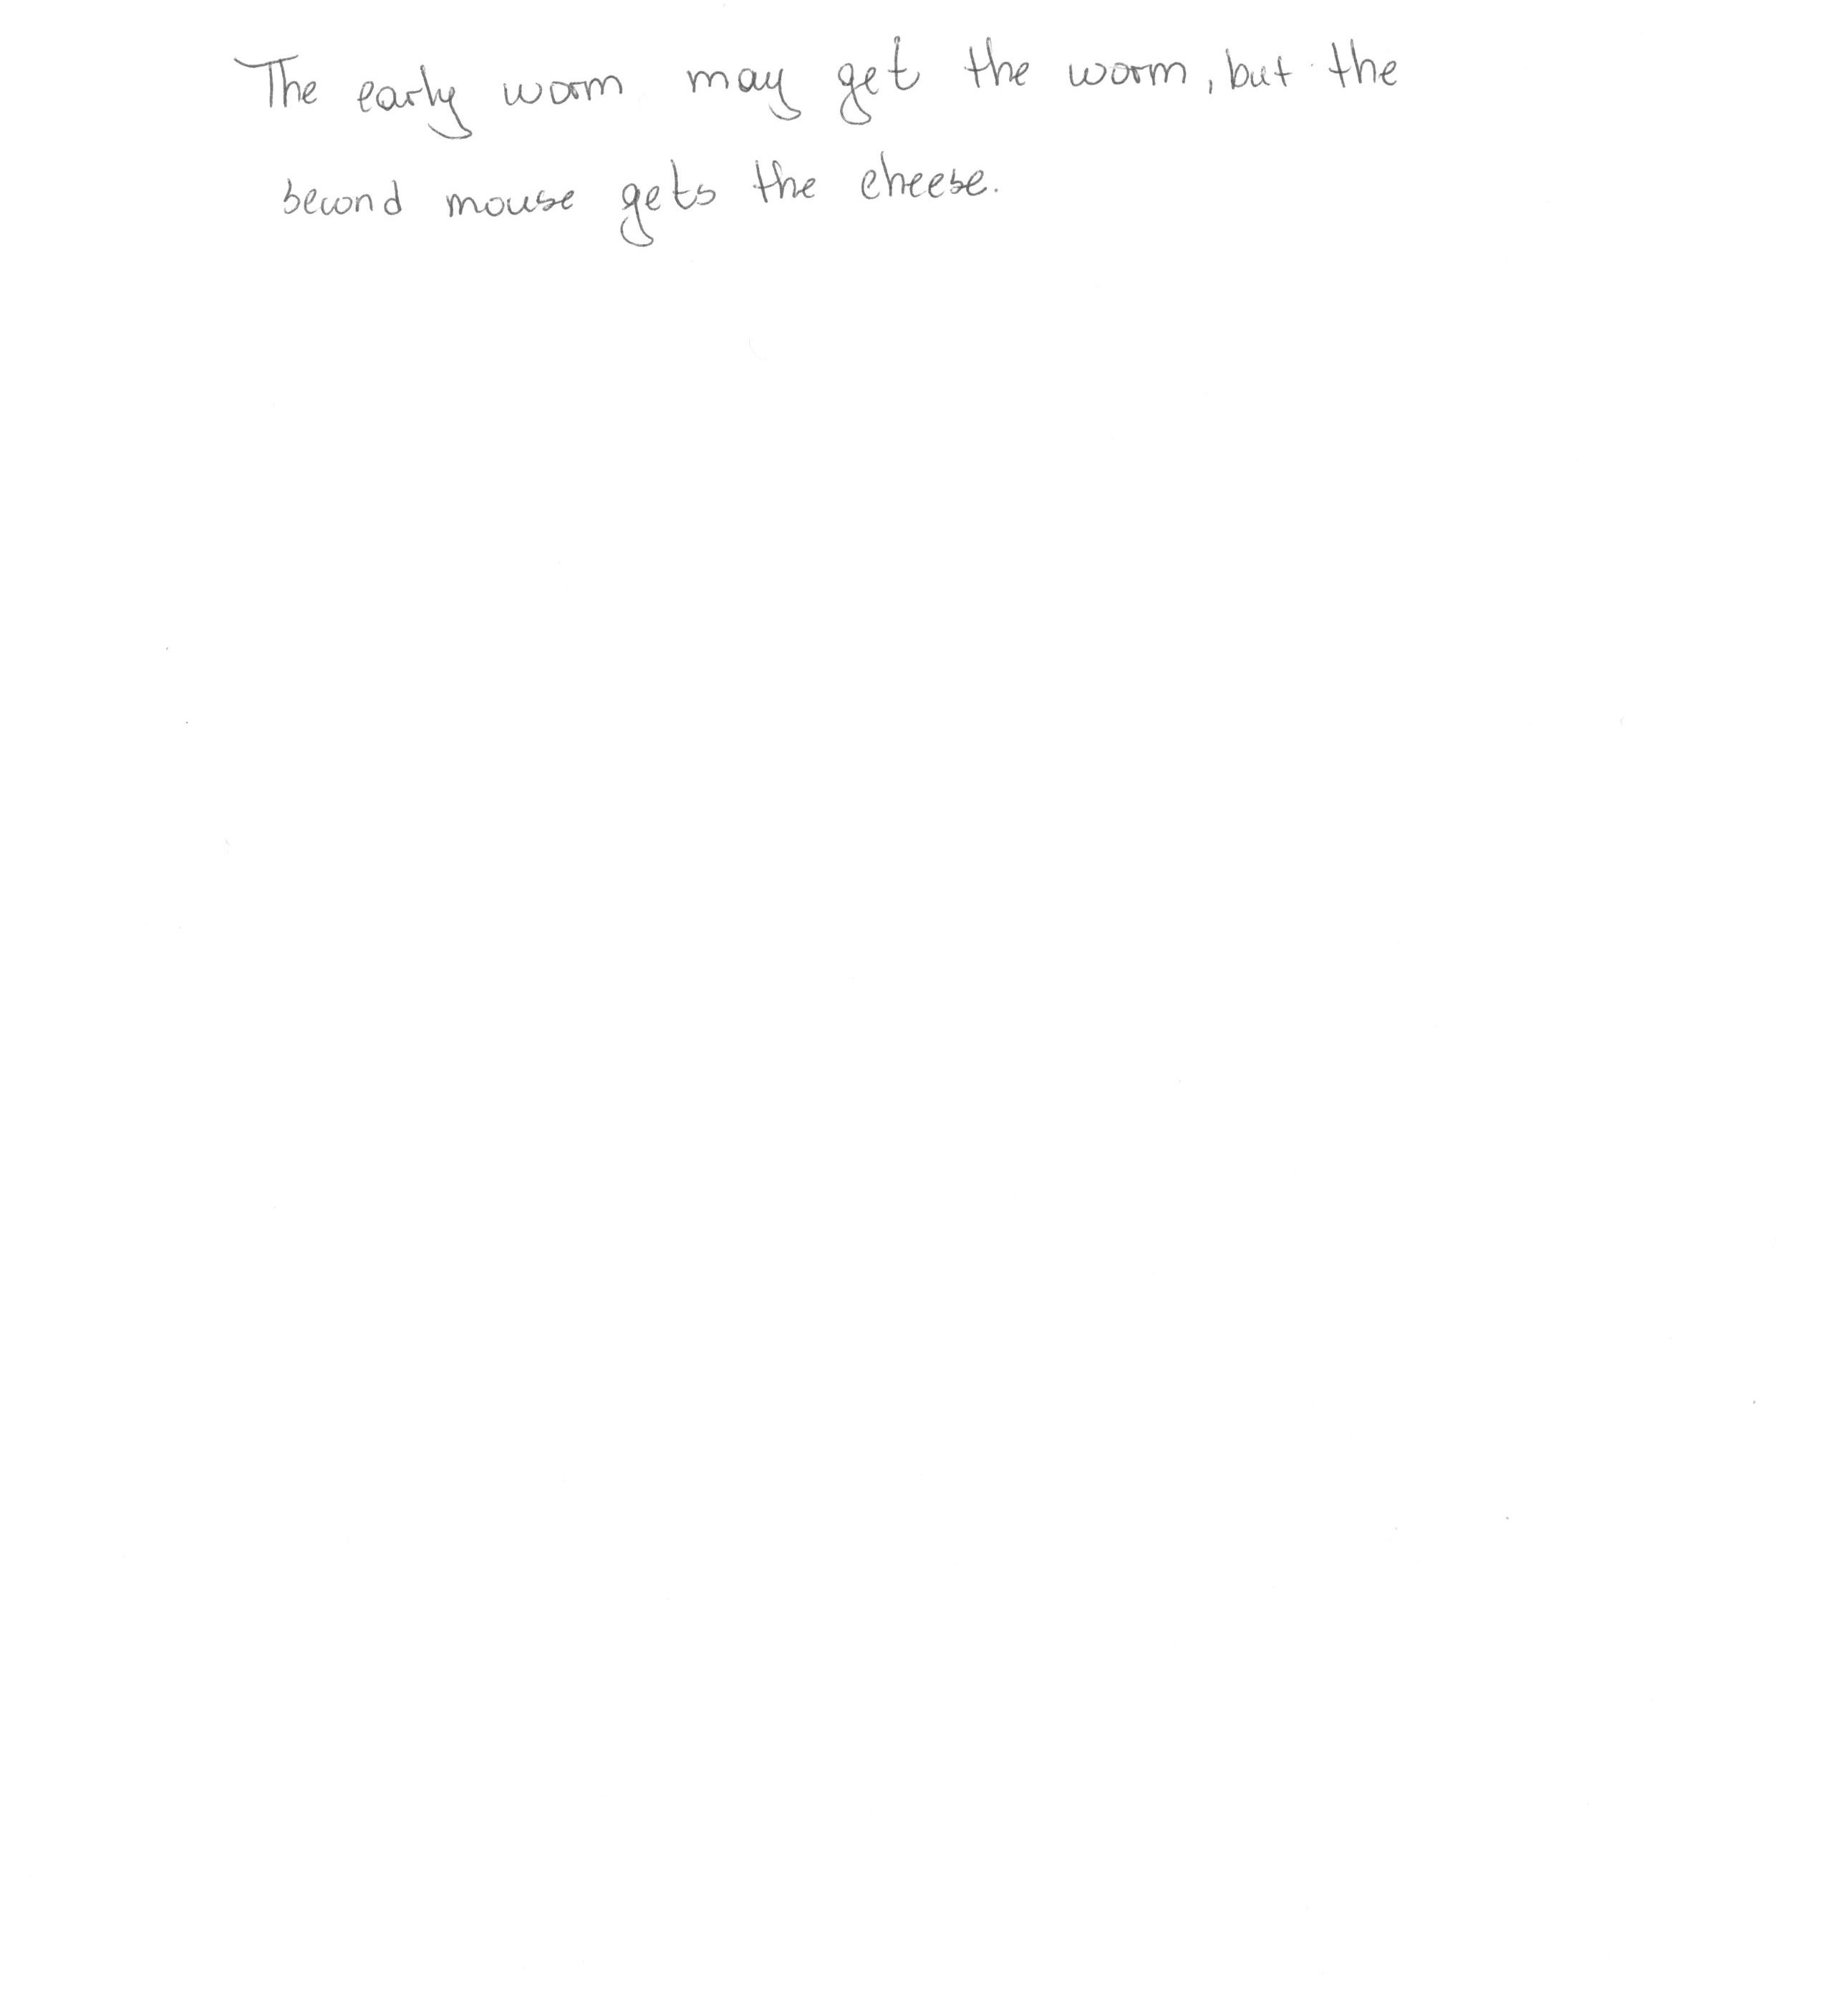 The early worm may get the worm, but the
second mouse gets the cheese.